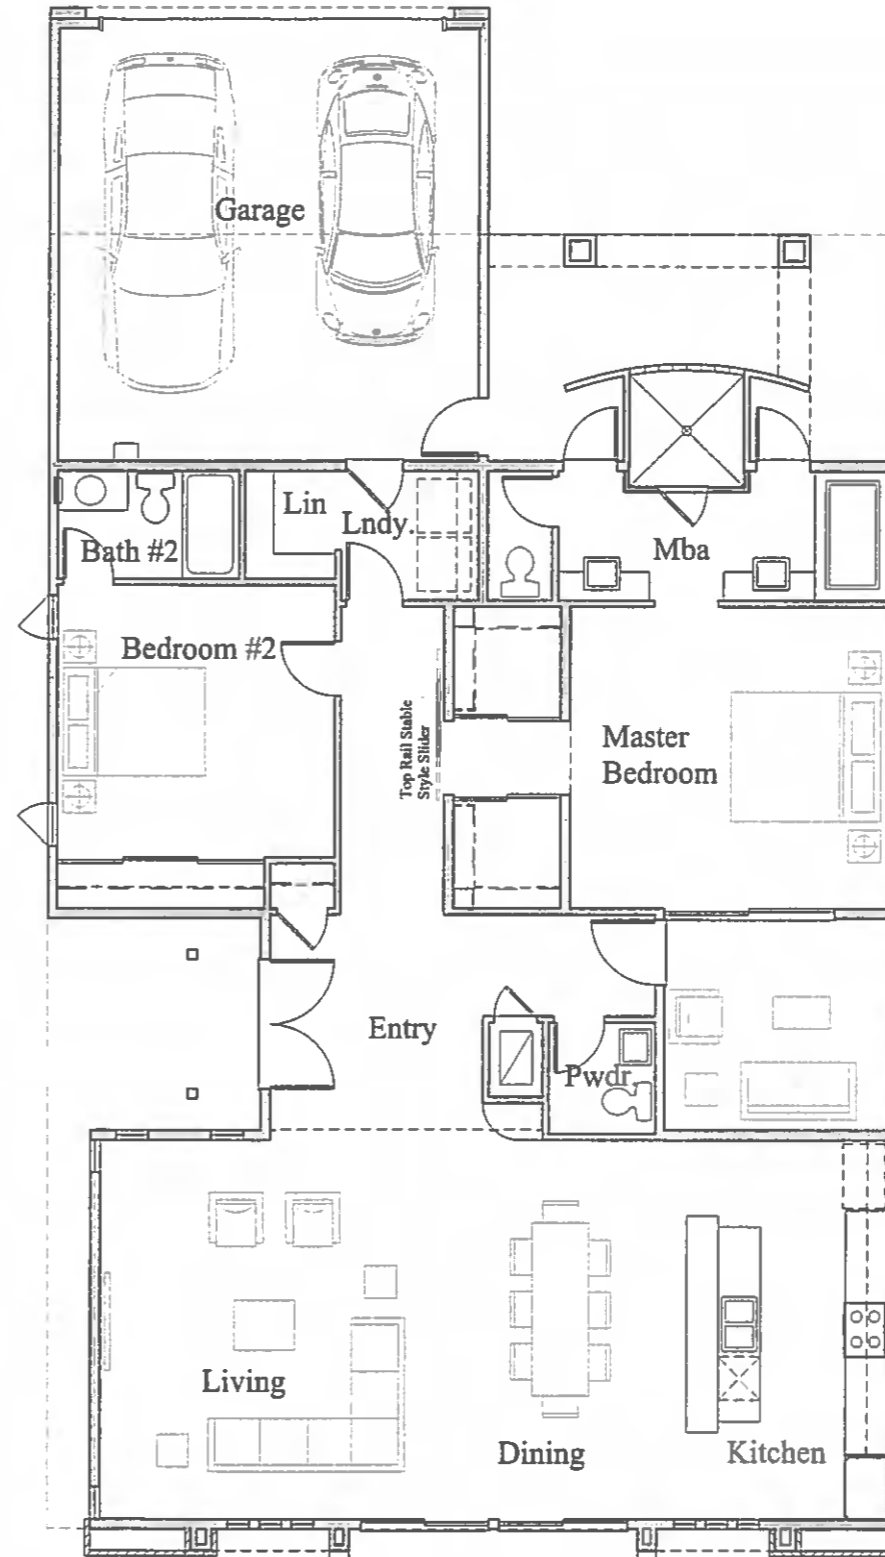 Garage
Lin
Lndy.
Bath #2
Mba
Bedroom #2
Top Rail Stable
Style Slider
Master
Bedroom
Entry
Pwdr
Living
Dining
Kitchen